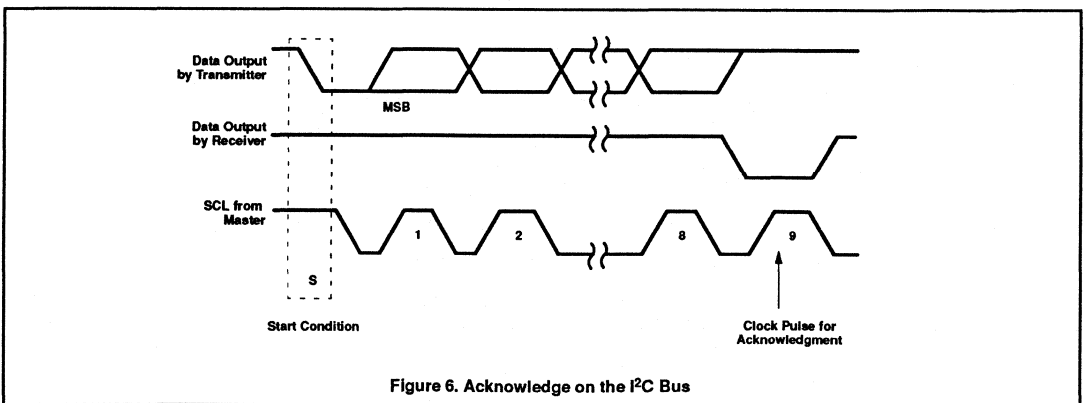 Data Output
by Transmitter
MSB
Data Output
by Receiver
SCL from
Master
1
2
8
9
S
Start Condition
Clock Pulse for
Acknowledgment
Figure 6. Acknowledge on the I²C Bus